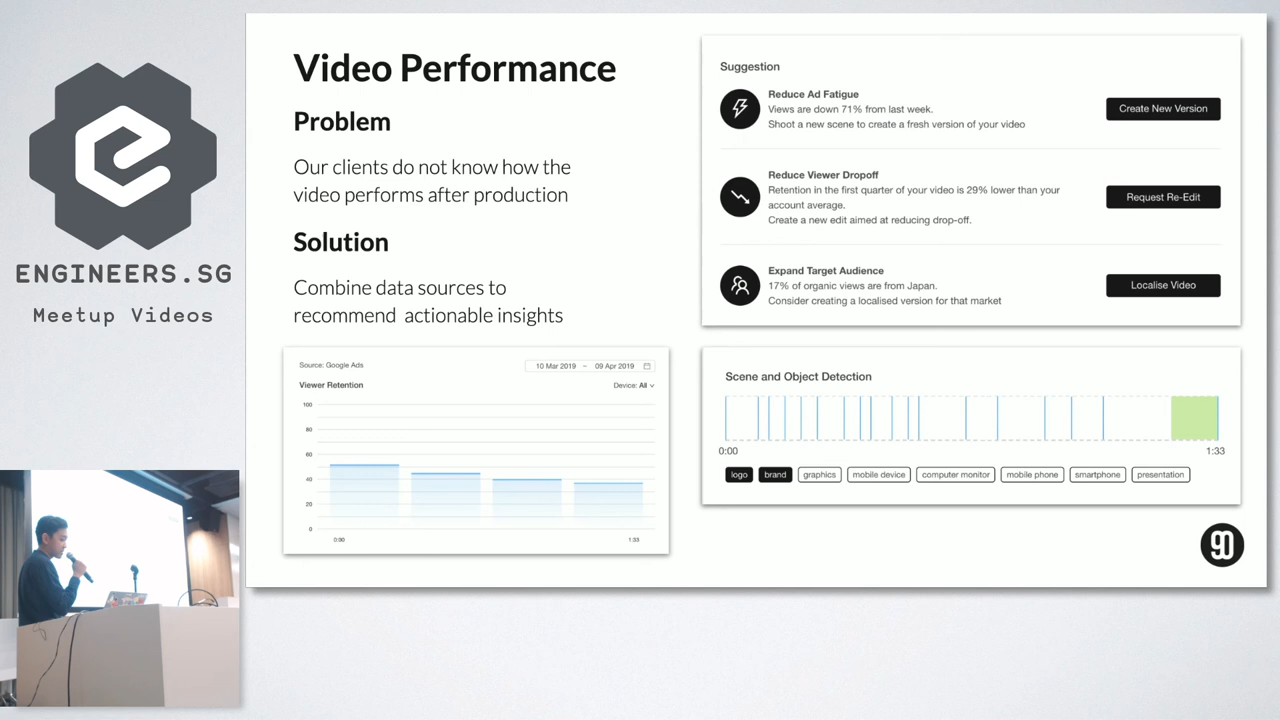 ENGINEERS.SG
Meetup Videos
Video Performance
Problem
Our clients do not know how the
video performs after production
Solution
Combine data sources to
recommend actionable insights
Source: Google Ads
10 Mar 2019 – 09 Apr 2019
Viewer Retention
Device: All
100
80
60
40
20
0
0:00
1:33
Suggestion
Reduce Ad Fatigue
Views are down 71% from last week.
Shoot a new scene to create a fresh version of your video
Create New Version
Reduce Viewer Dropoff
Retention in the first quarter of your video is 29% lower than your
account average.
Create a new edit aimed at reducing drop-off.
Request Re-Edit
Expand Target Audience
17% of organic views are from Japan.
Consider creating a localised version for that market
Localise Video
Scene and Object Detection
0:00
1:33
logo brand graphics mobile device computer monitor mobile phone smartphone presentation
90